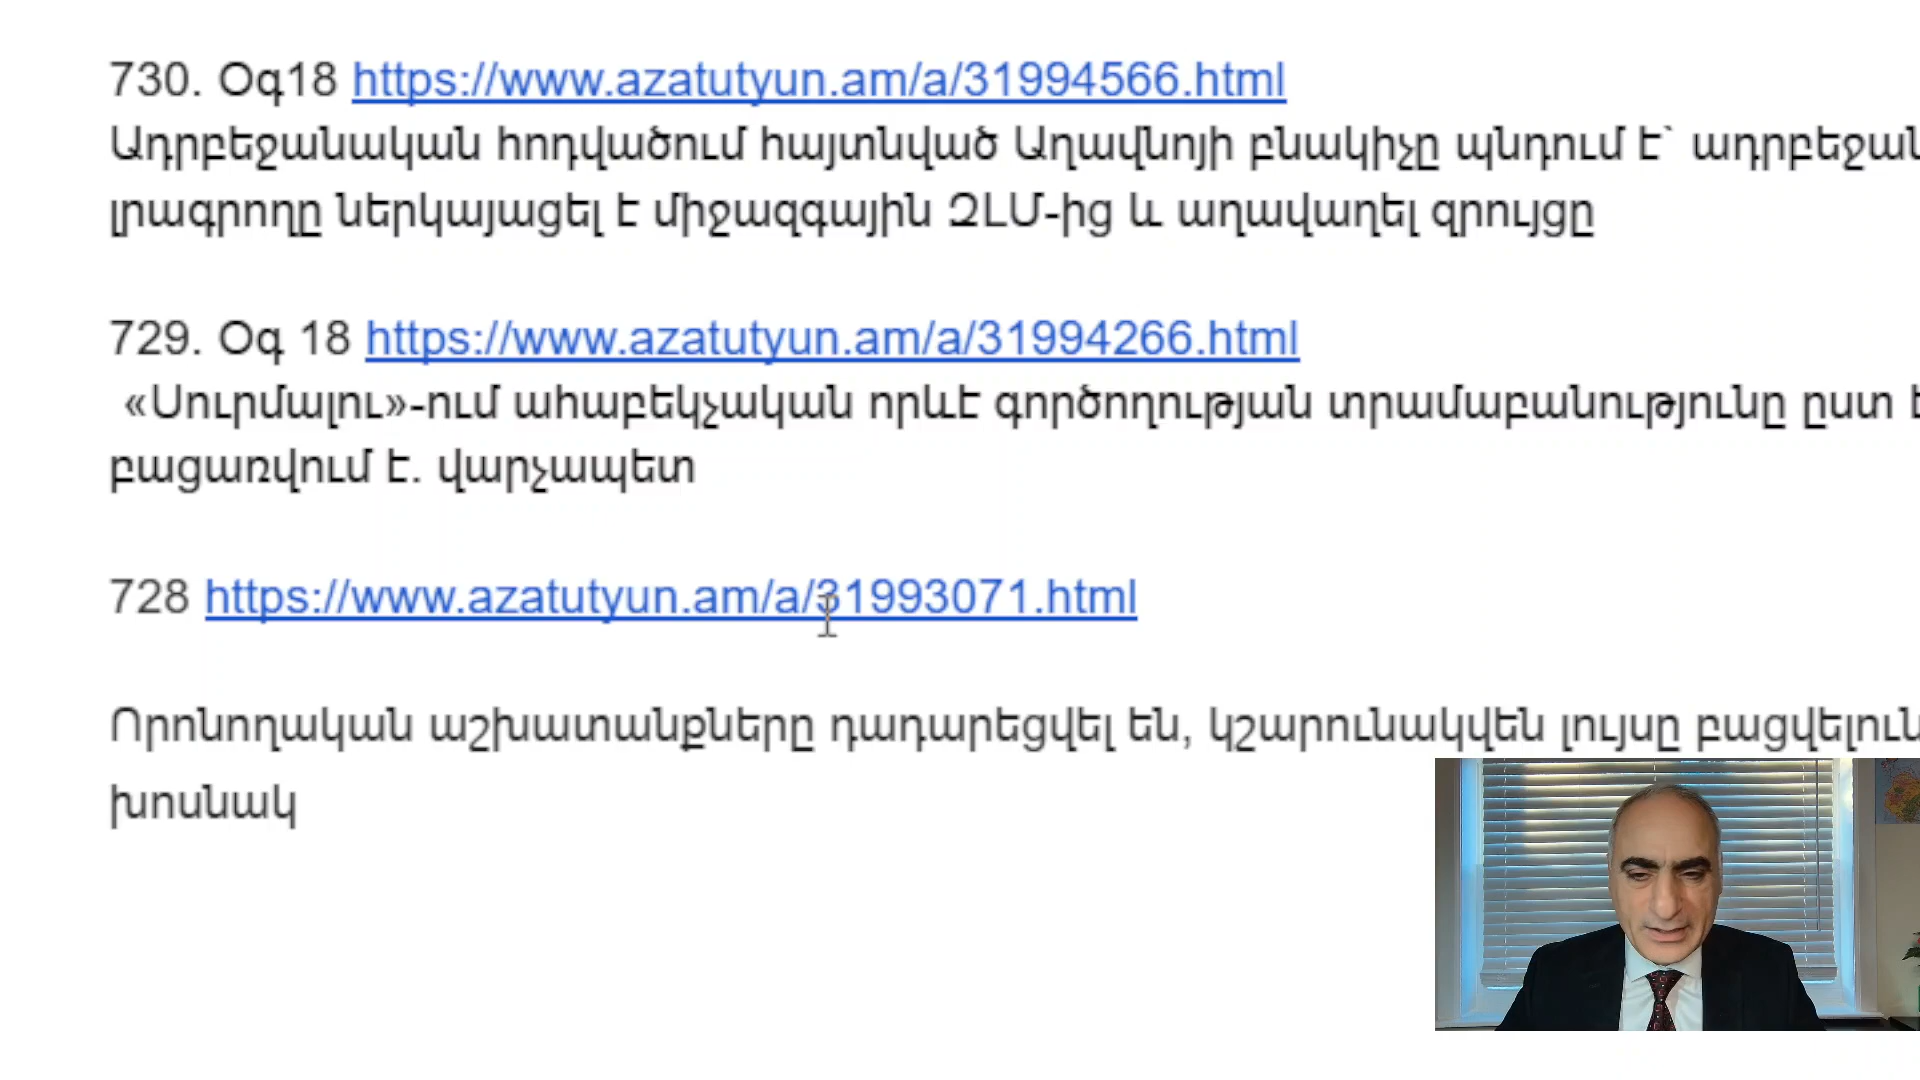 730. Օգ18 https://www.azatutyun.am/a/31994566.html
Ադրբեջանական հոդվածում հայտնված Աղավնոյի բնակիչը պնդում է` ադրբեջան
լրագրողը ներկայացել է միջազգային ԶԼՄ-ից և աղավաղել զրույցը
729. Օգ 18 https://www.azatutyun.am/a/31994266.html
«Սուրմալու»-ում ահաբեկչական որևէ գործողության տրամաբանությունը ըստ
բացառվում է. վարչապետ
728 https://www.azatutyun.am/a/31993071.html
Որոնողական աշխատանքները դադարեցվել են, կշարունակվեն լույսը բացվելուն
խոսնակ